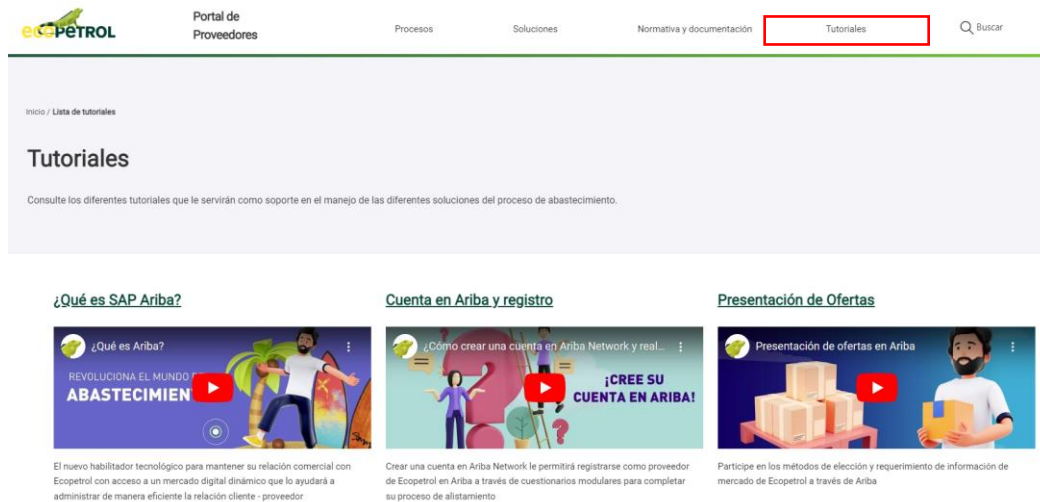 ecopetrol
Portal de
Proveedores
Procesos
Soluciones
Normativa y documentación
Tutoriales
Buscar
Inicio / Lista de tutoriales
Tutoriales
Consulte los diferentes tutoriales que le servirán como soporte en el manejo de las diferentes soluciones del proceso de abastecimiento.
¿Qué es SAP Ariba?
¿Qué es Ariba?
REVOLUCIONA EL MUNDO
ABASTECIMIEN
El nuevo habilitador tecnológico para mantener su relación comercial con
Ecopetrol con acceso a un mercado digital dinámico que lo ayudará a
administrar de manera eficiente la relación cliente - proveedor
Cuenta en Ariba y registro
¿Cómo crear una cuenta en Ariba Network y real...
¡CREE SU
CUENTA EN ARIBA!
Crear una cuenta en Ariba Network le permitirá registrarse como proveedor
de Ecopetrol en Ariba a través de cuestionarios modulares para completar
su proceso de alistamiento
Presentación de Ofertas
Presentación de ofertas en Ariba
Participe en los métodos de elección y requerimiento de información de
mercado de Ecopetrol a través de Ariba